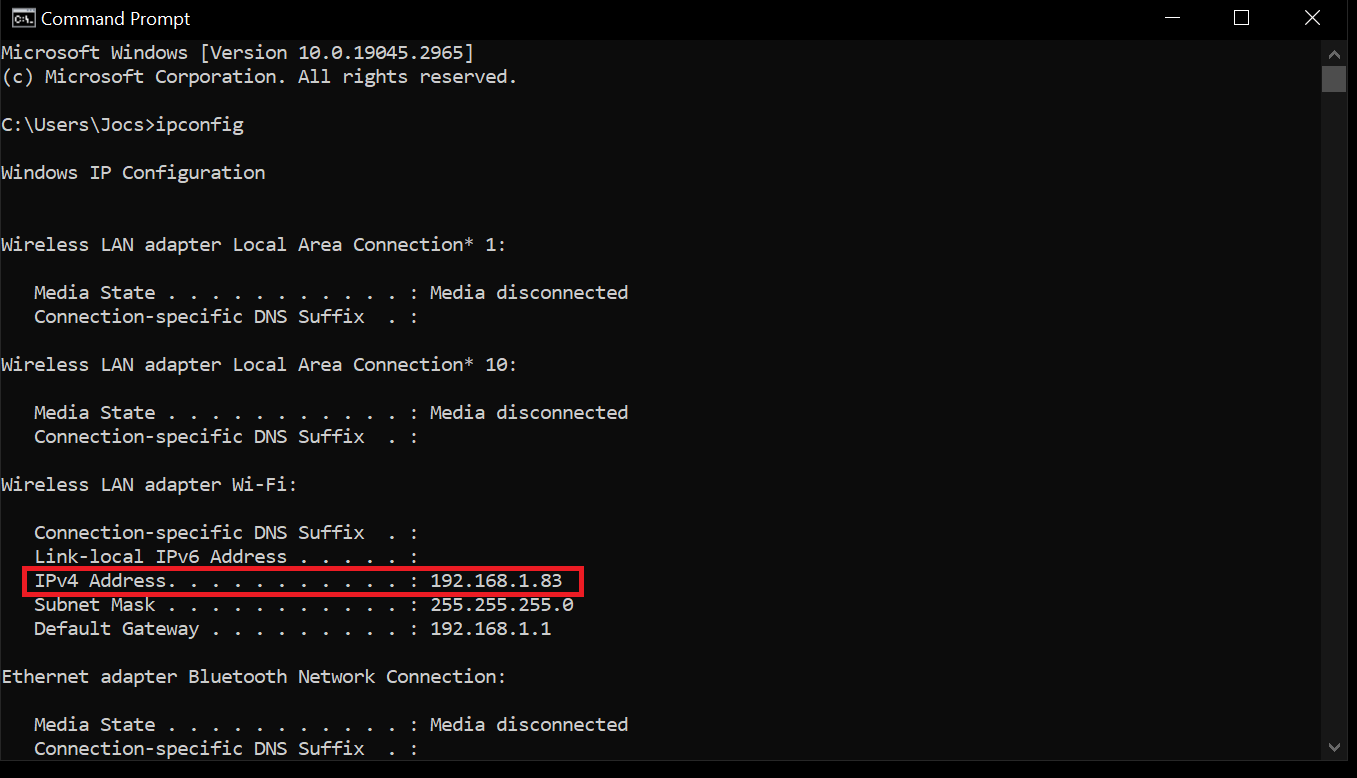 Command Prompt
Microsoft Windows [Version 10.0.19045.2965]
(c) Microsoft Corporation. All rights reserved.
C:\Users\Jocs>ipconfig
Windows IP Configuration
Wireless LAN adapter Local Area Connection* 1:
   Media State . . . . . . . . . . . : Media disconnected
   Connection-specific DNS Suffix  . :
Wireless LAN adapter Local Area Connection* 10:
   Media State . . . . . . . . . . . : Media disconnected
   Connection-specific DNS Suffix  . :
Wireless LAN adapter Wi-Fi:
   Connection-specific DNS Suffix  . :
   Link-local IPv6 Address . . . . . :
   IPv4 Address. . . . . . . . . . . : 192.168.1.83
   Subnet Mask . . . . . . . . . . . : 255.255.255.0
   Default Gateway . . . . . . . . . : 192.168.1.1
Ethernet adapter Bluetooth Network Connection:
   Media State . . . . . . . . . . . : Media disconnected
   Connection-specific DNS Suffix  . :